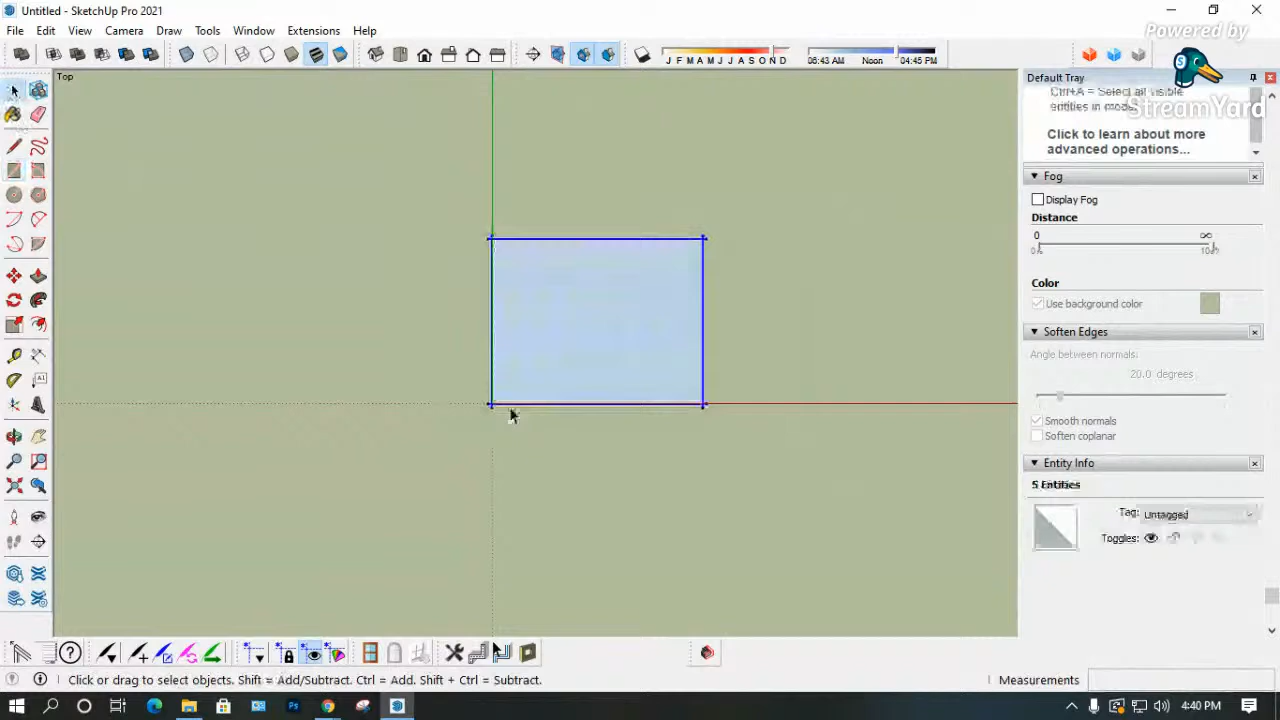 Untitled - SketchUp Pro 2021
File Edit View Camera Draw Tools Window Extensions Help
Powered by
J F M A M J J A S O N D
06:43 AM Noon 04:45 PM
StreamYard
Top
Default Tray
Ctrl+A = Select all visible
entities in model.
Click to learn about more
advanced operations...
Fog
Display Fog
Distance
0 ∞
0%
Color
Use background color
Soften Edges
Angle between normals:
20.0 degrees
Smooth normals
Soften coplanar
Entity Info
5 Entities
Tag: Untagged
Toggles:
A1
Click or drag to select objects. Shift = Add/Subtract. Ctrl = Add. Shift + Ctrl = Subtract.
Measurements
4:40 PM